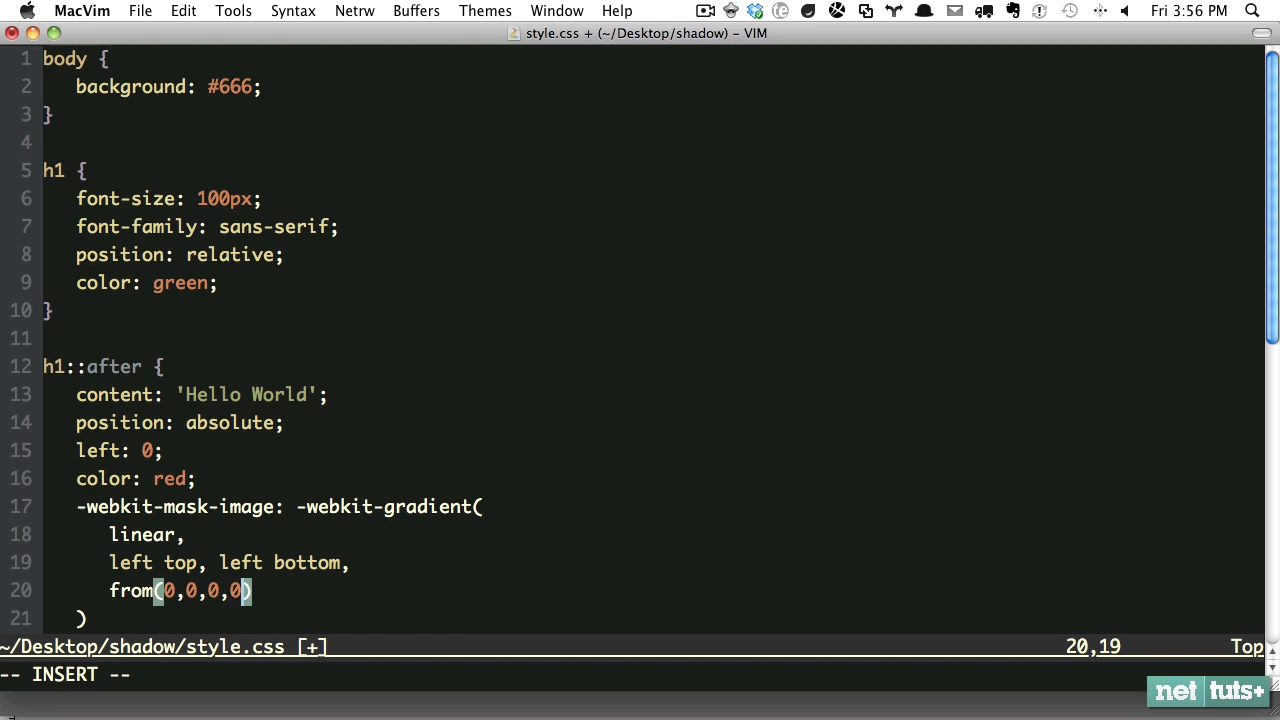 MacVim File Edit Tools Syntax Netrw Buffers Themes Window Help Fri 3:56 PM
style.css + (~/Desktop/shadow) – VIM
1 body {
2 background: #666;
3 }
4
5 h1 {
6 font-size: 100px;
7 font-family: sans-serif;
8 position: relative;
9 color: green;
10 }
11
12 h1::after {
13 content: 'Hello World';
14 position: absolute;
15 left: 0;
16 color: red;
17 -webkit-mask-image: -webkit-gradient(
18 linear,
19 left top, left bottom,
20 from(0,0,0,0)
21 )
~/Desktop/shadow/style.css [+] 20,19 Top
-- INSERT --
net tuts+